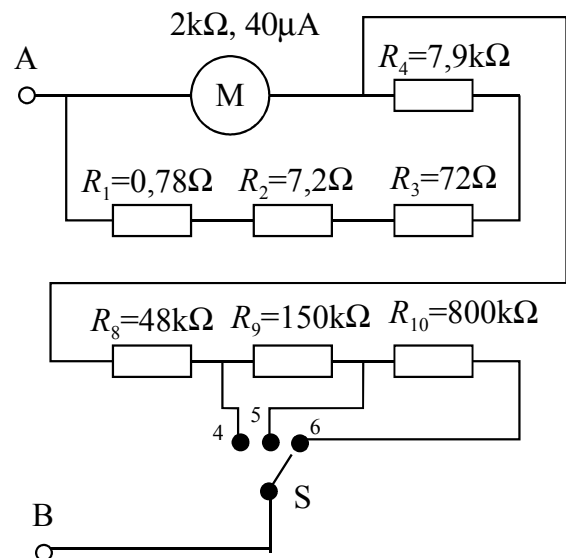 2kΩ, 40µA
A
R₄=7,9kΩ
M
R₁=0,78Ω
R₂=7,2Ω
R₃=72Ω
R₈=48kΩ
R₉=150kΩ
R₁₀=800kΩ
4
5
6
S
B